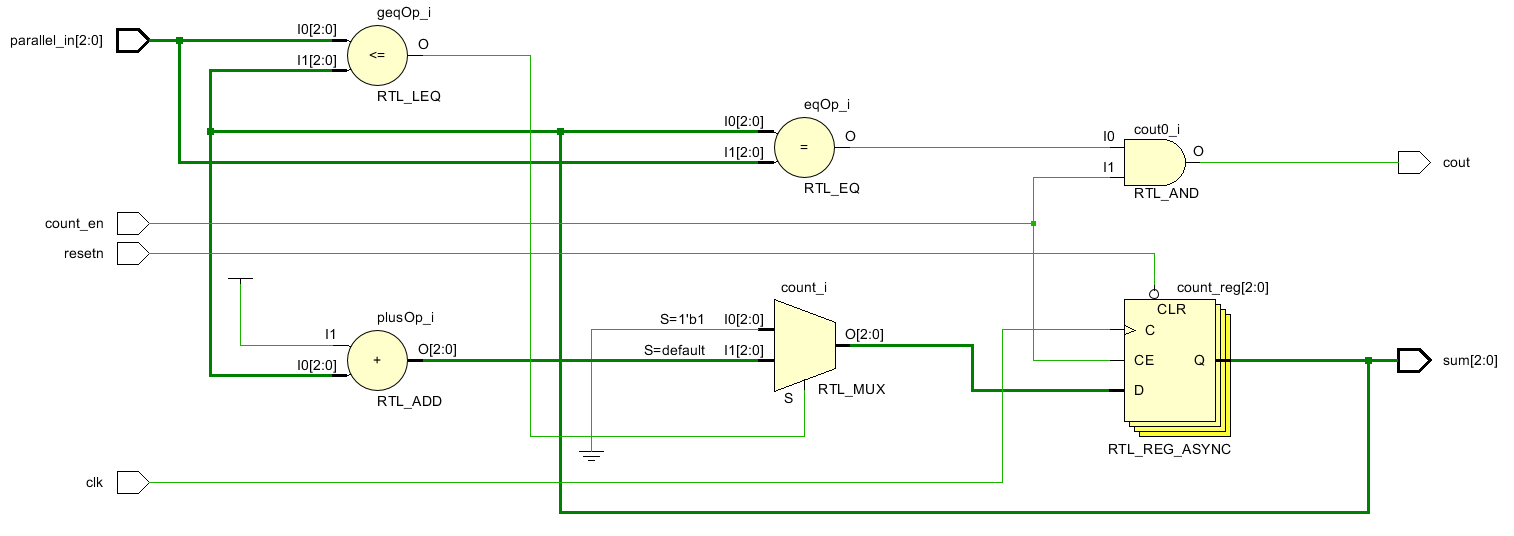 geqOp_i
parallel_in[2:0]
I0[2:0]
I1[2:0]
<=
O
RTL_LEQ
eqOp_i
I0[2:0]
I1[2:0]
=
O
RTL_EQ
cout0_i
I0
I1
O
RTL_AND
cout
count_en
resetn
plusOp_i
I1
I0[2:0]
+
O[2:0]
RTL_ADD
count_i
S=1'b1
I0[2:0]
S=default
I1[2:0]
O[2:0]
S
RTL_MUX
count_reg[2:0]
CLR
C
CE
Q
D
RTL_REG_ASYNC
sum[2:0]
clk